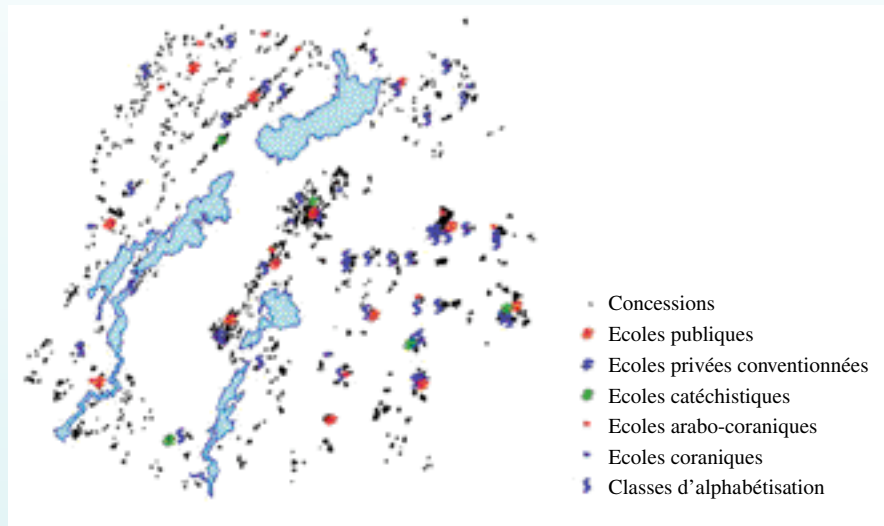 Concessions
Ecoles publiques
Ecoles privées conventionnées
Ecoles catéchistiques
Ecoles arabo-coraniques
Ecoles coraniques
Classes d'alphabétisation